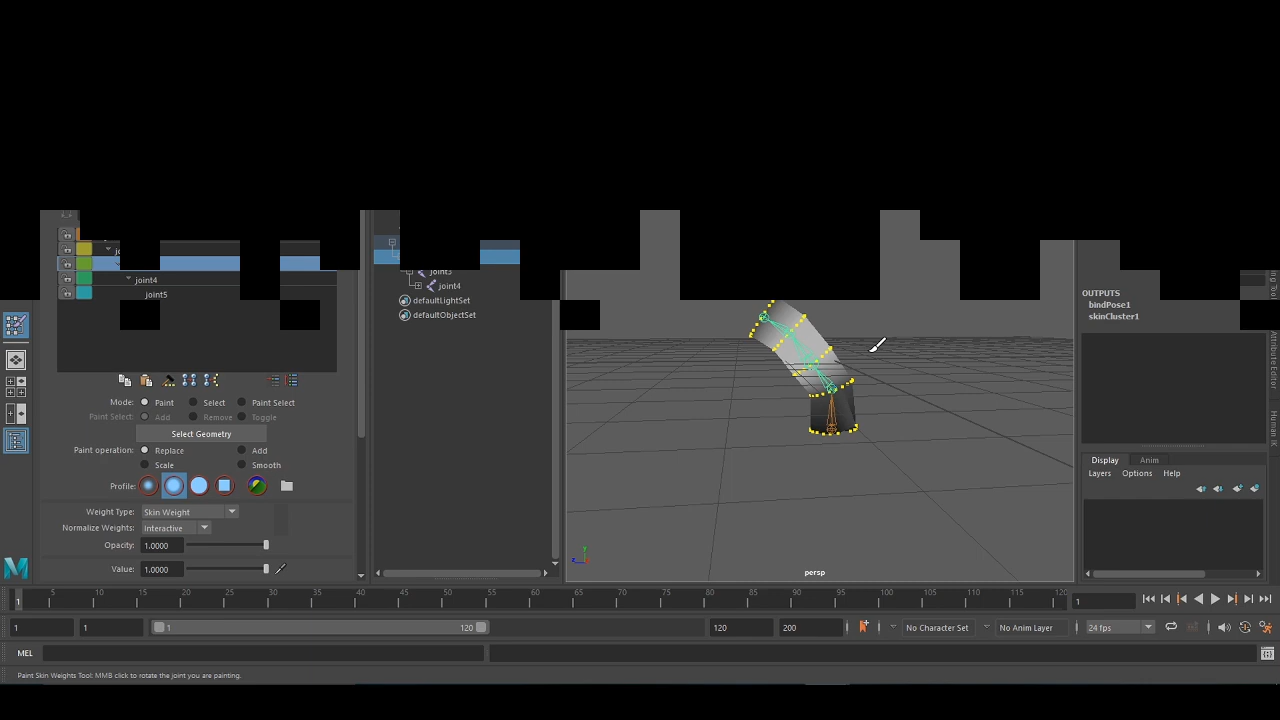 joint4
joint5
joint3
joint4
defaultLightSet
defaultObjectSet
OUTPUTS
bindPose1
skinCluster1
Human IK
Mode: Paint Select Paint Select
Paint Select: Add Remove Toggle
Select Geometry
Paint operation: Replace Add
Scale Smooth
Profile:
Weight Type: Skin Weight
Normalize Weights: Interactive
Opacity: 1.0000
Value: 1.0000
y
persp
Display Anim
Layers Options Help
1 5 10 15 20 25 30 35 40 45 50 55 60 65 70 75 80 85 90 95 100 105 110 115 120
1
1 1 1 120 120 200 No Character Set No Anim Layer 24 fps
MEL
Paint Skin Weights Tool: MMB click to rotate the joint you are painting.